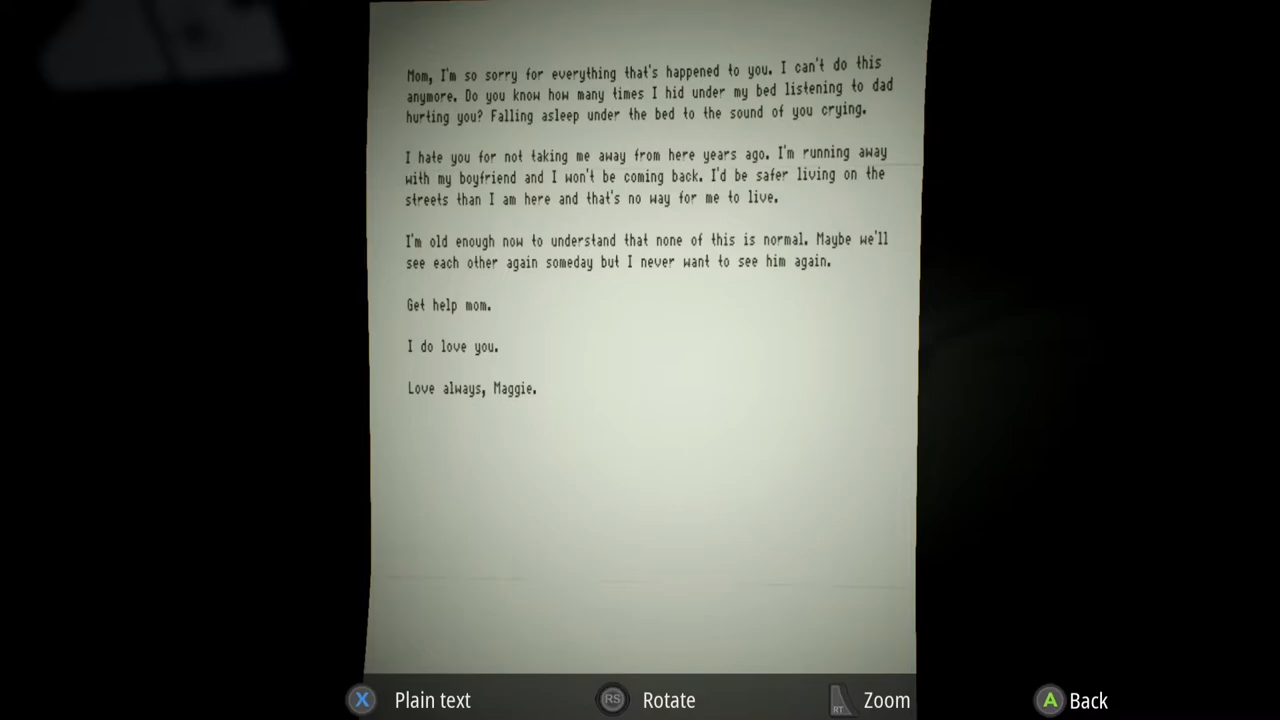 Mom, I'm so sorry for everything that's happened to you. I can't do this
anymore. Do you know how many times I hid under my bed listening to dad
hurting you? Falling asleep under the bed to the sound of you crying.
I hate you for not taking me away from here years ago. I'm running away
with my boyfriend and I won't be coming back. I'd be safer living on the
streets than I am here and that's no way for me to live.
I'm old enough now to understand that none of this is normal. Maybe we'll
see each other again someday but I never want to see him again.
Get help mom.
I do love you.
Love always, Maggie.
X Plain text RS Rotate RT Zoom A Back